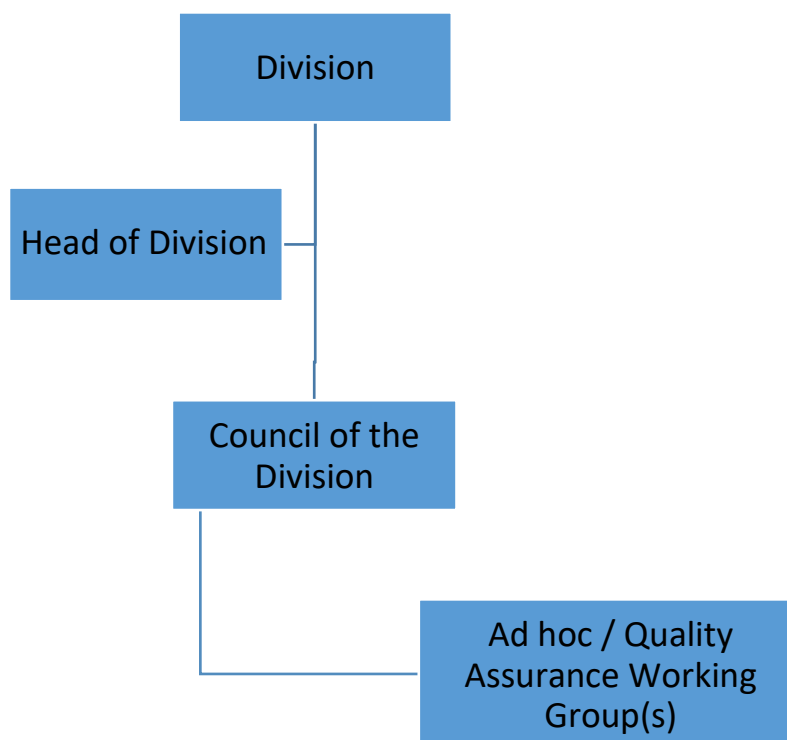 Division
Head of Division
Council of the
Division
Ad hoc / Quality
Assurance Working
Group(s)